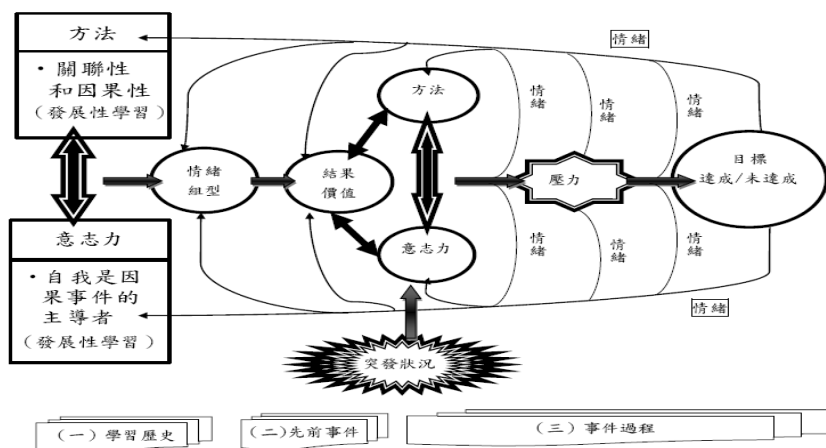 方法
・關聯性
和因果性
(發展性學習)
意志力
・自我是因
果事件的
主導者
(發展性學習)
情緒
組型
結果
價值
方法
意志力
突發狀況
情緒
情緒
情緒
情緒
壓力
目標
達成/未達成
情緒
情緒
情緒
情緒
(一)學習歷史
(二)先前事件
(三)事件過程